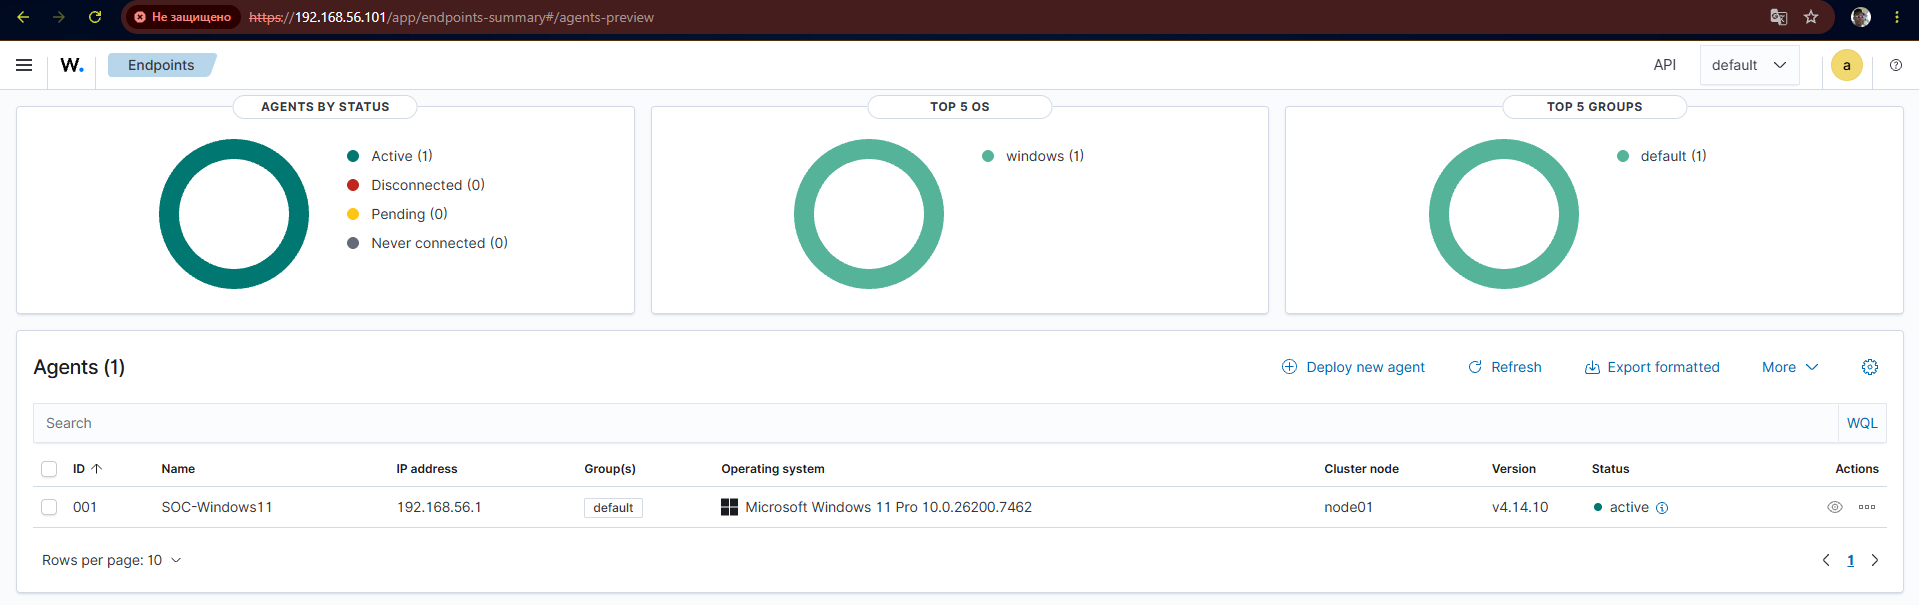 Не защищено https://192.168.56.101/app/endpoints-summary#/agents-preview
W. Endpoints API default a
AGENTS BY STATUS
Active (1)
Disconnected (0)
Pending (0)
Never connected (0)
TOP 5 OS
windows (1)
TOP 5 GROUPS
default (1)
Agents (1) Deploy new agent Refresh Export formatted More
Search WQL
ID Name IP address Group(s) Operating system Cluster node Version Status Actions
001 SOC-Windows11 192.168.56.1 default Microsoft Windows 11 Pro 10.0.26200.7462 node01 v4.14.10 active
Rows per page: 10 1